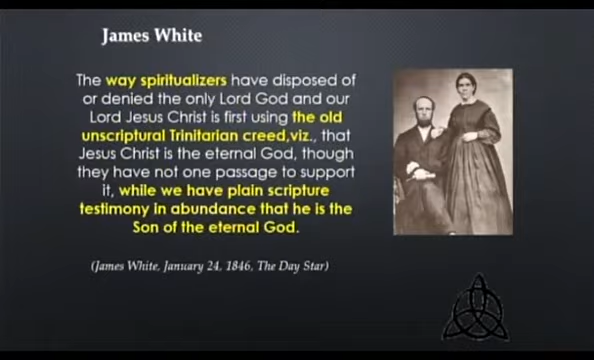 James White
The way spiritualizers have disposed of
or denied the only Lord God and our
Lord Jesus Christ is first using the old
unscriptural Trinitarian creed,viz., that
Jesus Christ is the eternal God, though
they have not one passage to support
it, while we have plain scripture
testimony in abundance that he is the
Son of the eternal God.
(James White, January 24, 1846, The Day Star)